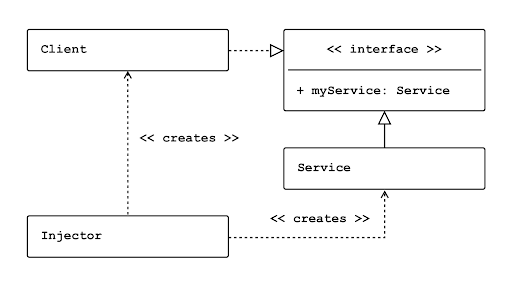 Client
<< interface >>
+ myService: Service
<< creates >>
Service
<< creates >>
Injector